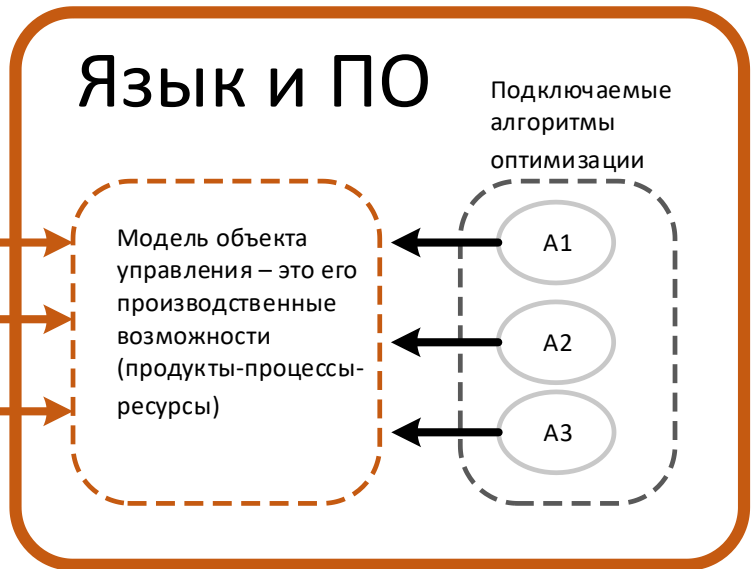 Язык и ПО
Подключаемые
алгоритмы
оптимизации
Модель объекта
управления – это его
производственные
возможности
(продукты-процессы-
ресурсы)
А1
А2
А3